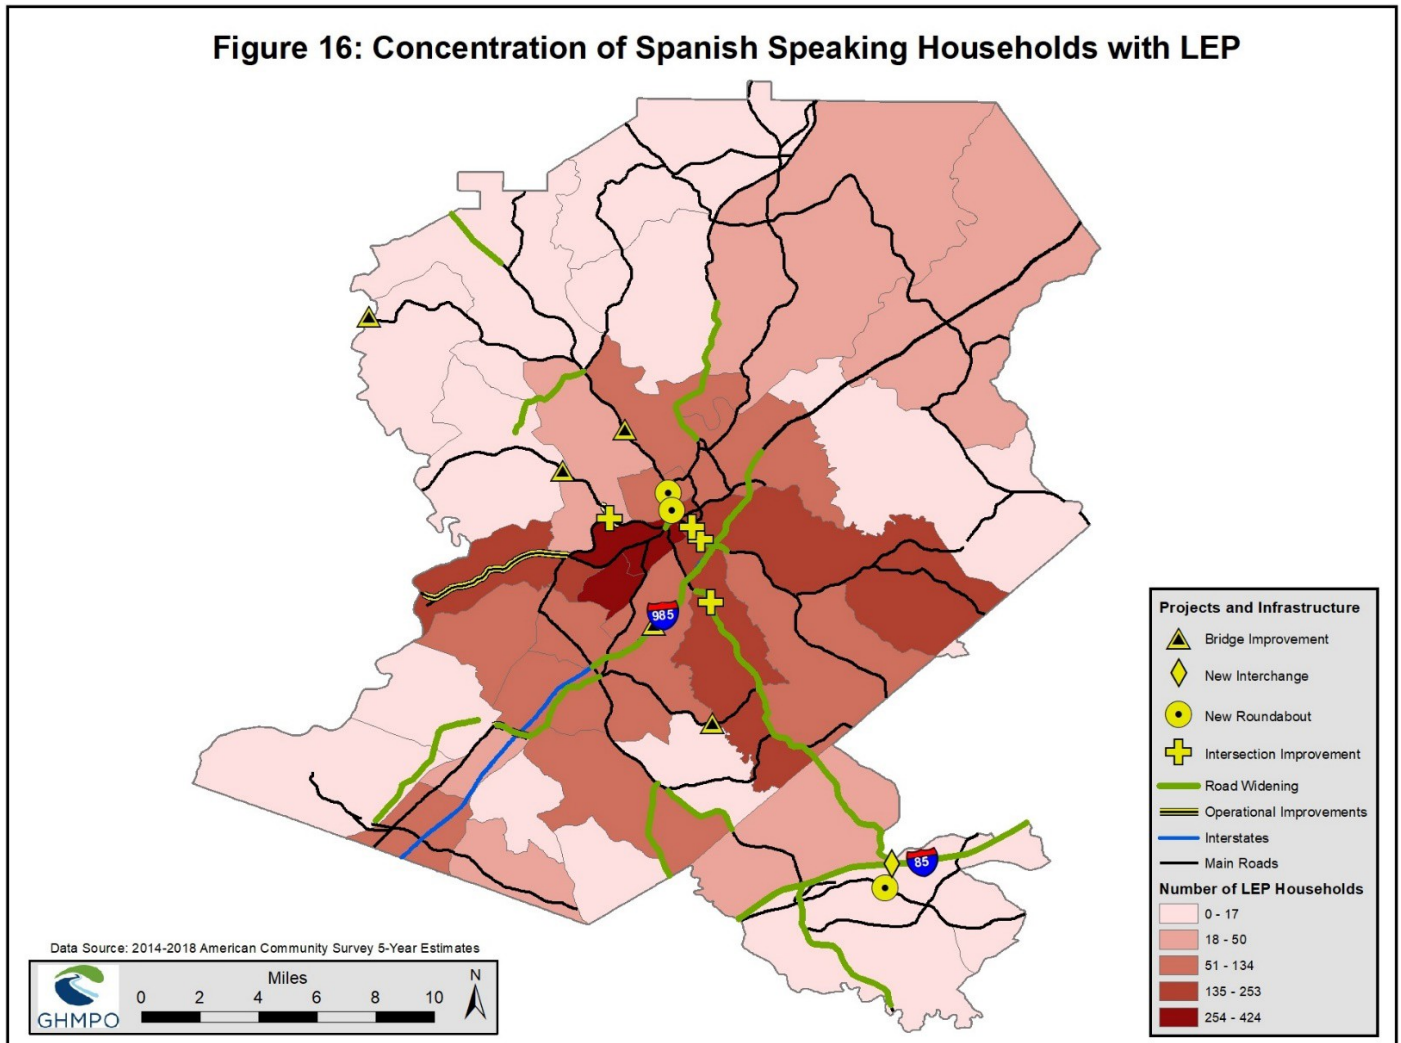 Figure 16: Concentration of Spanish Speaking Households with LEP
985
85
Projects and Infrastructure
Bridge Improvement
New Interchange
New Roundabout
Intersection Improvement
Road Widening
Operational Improvements
Interstates
Main Roads
Number of LEP Households
0 - 17
18 - 50
51 - 134
135 - 253
254 - 424
Data Source: 2014-2018 American Community Survey 5-Year Estimates
GHMPO
Miles
0 2 4 6 8 10
N